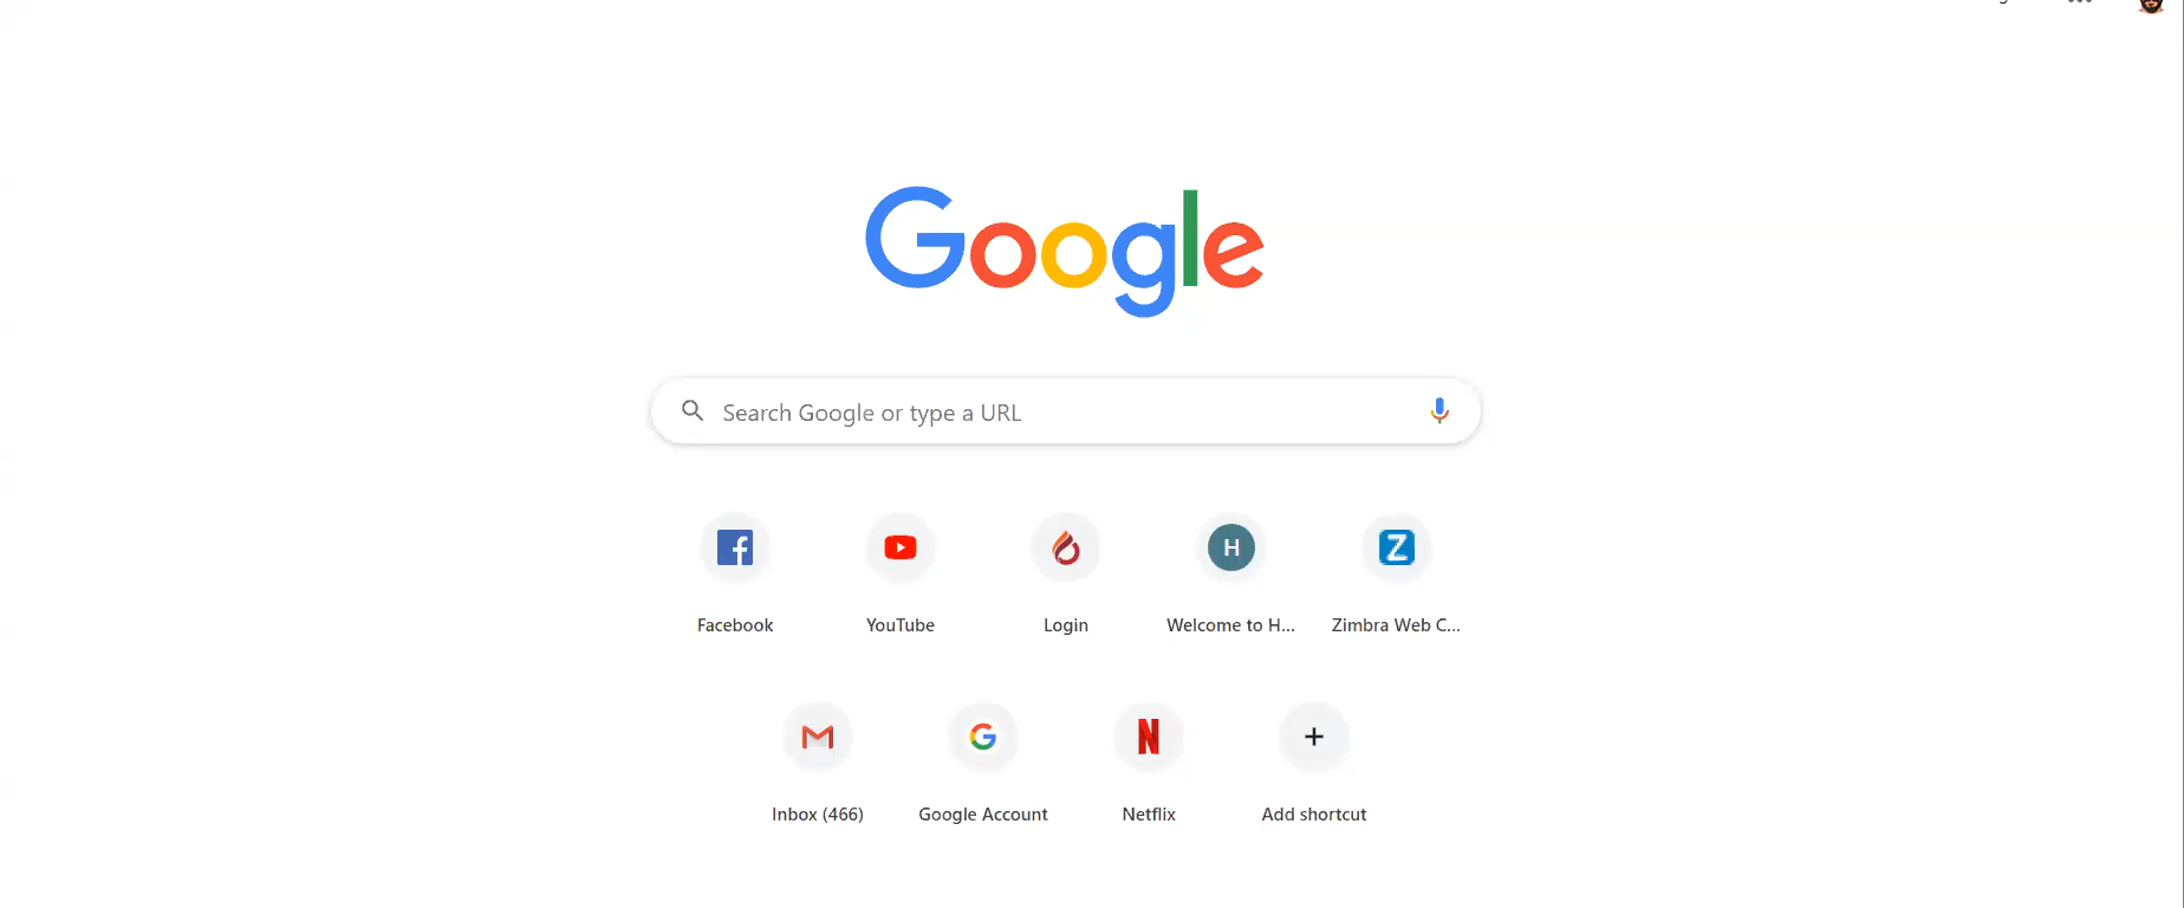 Google
Search Google or type a URL
H
Z
Facebook
YouTube
Login
Welcome to H...
Zimbra Web C...
G
N
Inbox (466)
Google Account
Netflix
Add shortcut